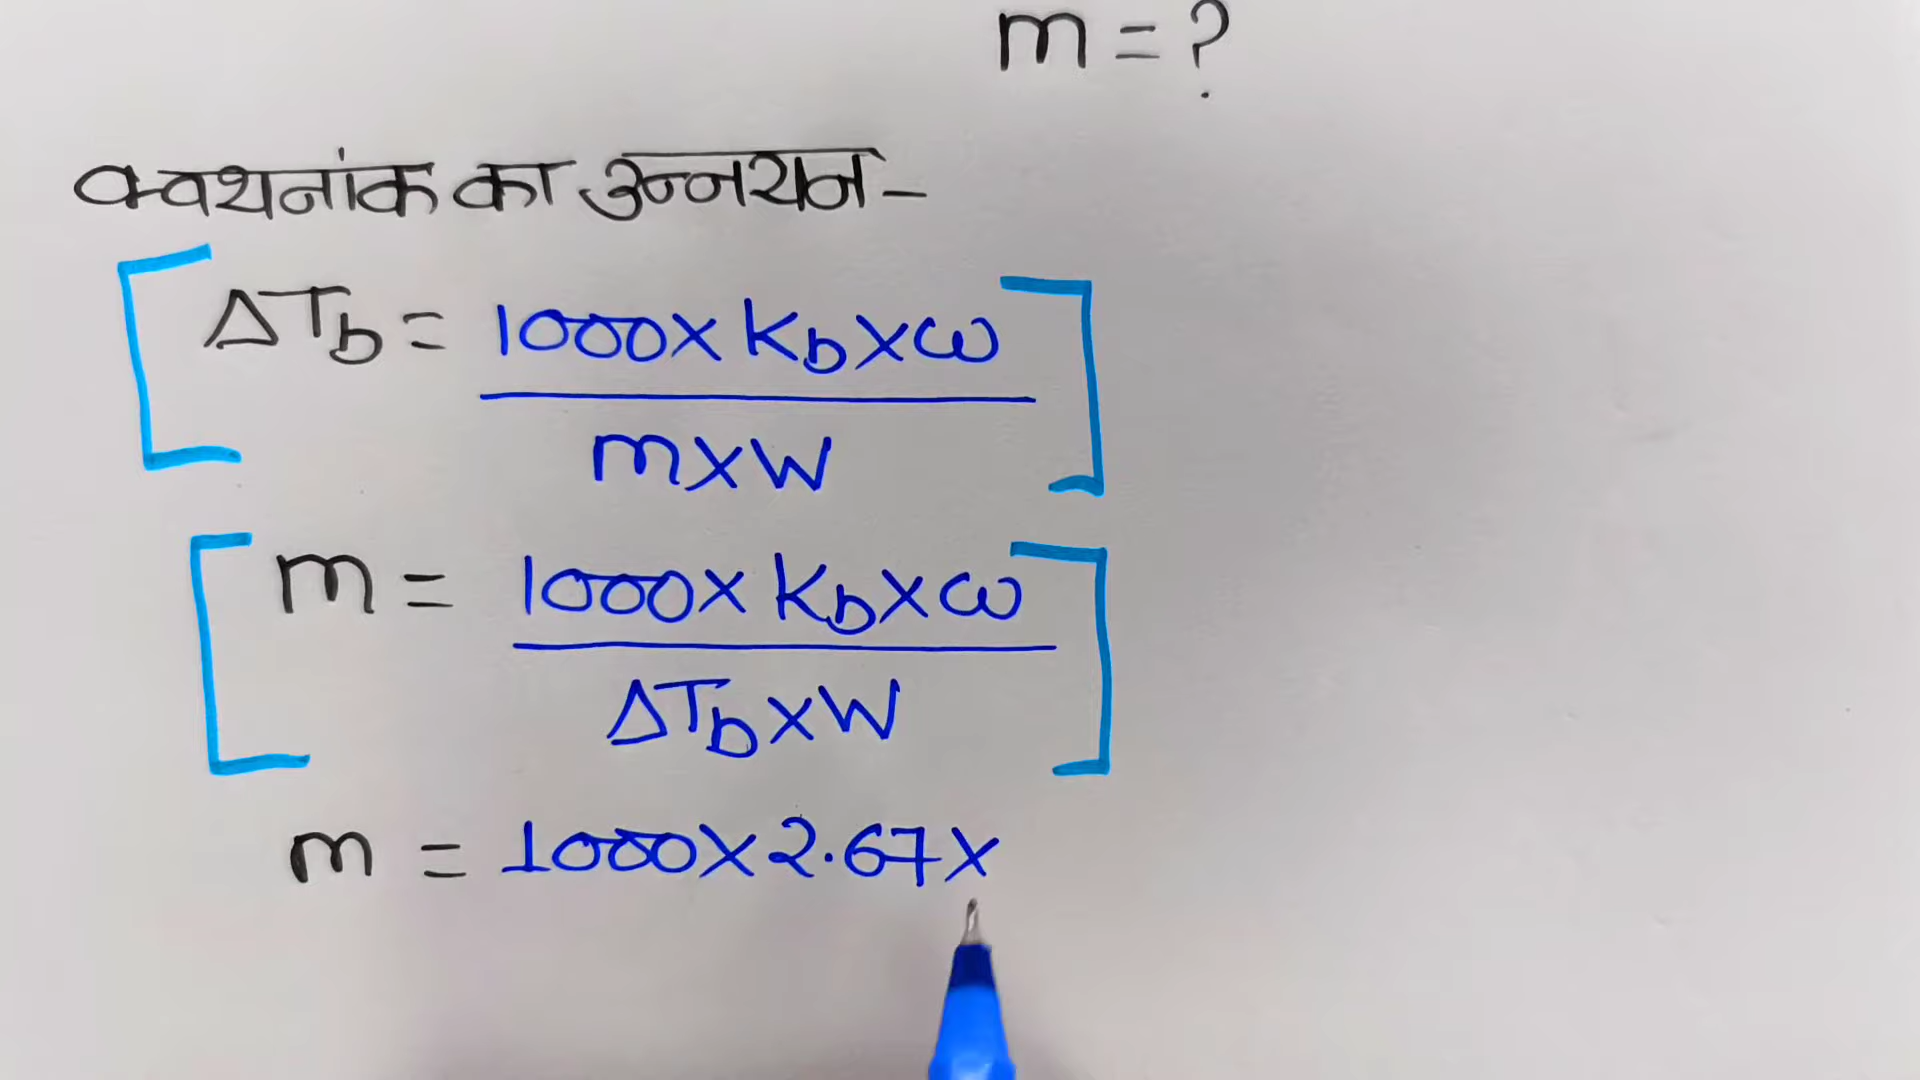 m = ?
क्वथनांक का उन्नयन -
ΔTb = 1000 x Kb x w
m x W
m = 1000 x Kb x w
ΔTb x W
m = 1000 x 2.67 x